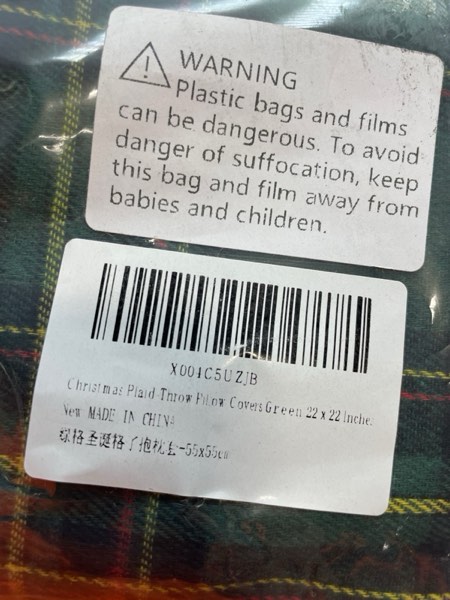 WARNING
Plastic bags and films
can be dangerous. To avoid
danger of suffocation, keep
this bag and film away from
babies and children.
X004C5UZJB
Christmas Plaid Throw Pillow Covers Green 22 x 22 Inche
New MADE IN CHINA
格圣诞格子抱枕套-55x55cm